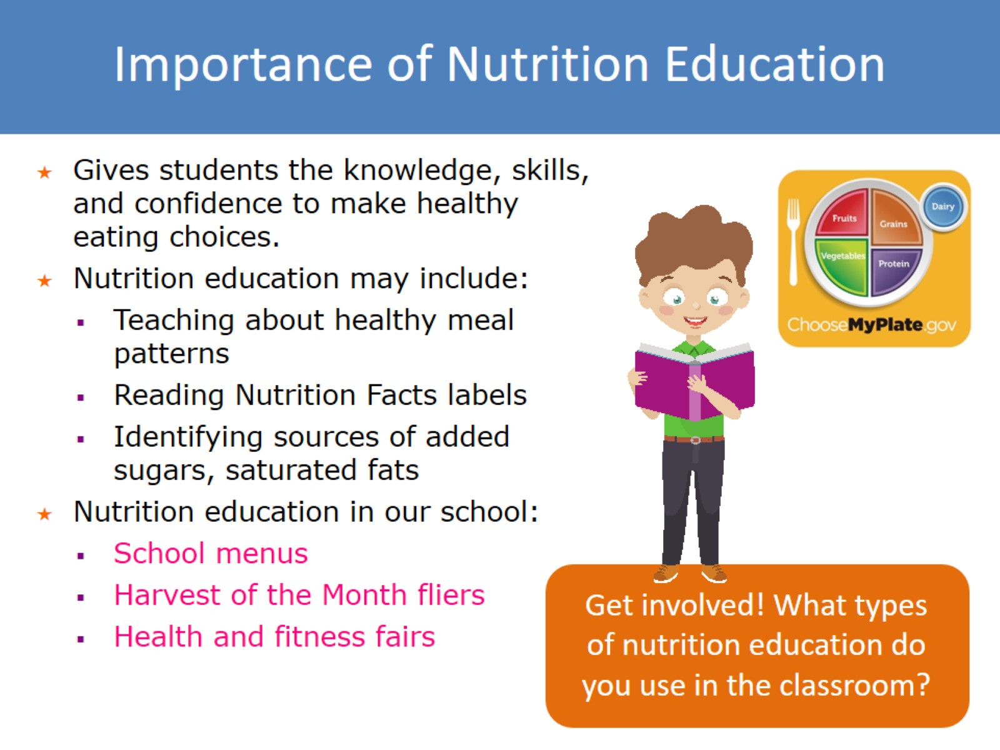 Importance of Nutrition Education
Gives students the knowledge, skills,
and confidence to make healthy
eating choices.
Nutrition education may include:
Teaching about healthy meal
patterns
Reading Nutrition Facts labels
Identifying sources of added
sugars, saturated fats
Nutrition education in our school:
School menus
Harvest of the Month fliers
Health and fitness fairs
Dairy
Fruits
Grains
Vegetables
Protein
ChooseMyPlate.gov
Get involved! What types
of nutrition education do
you use in the classroom?